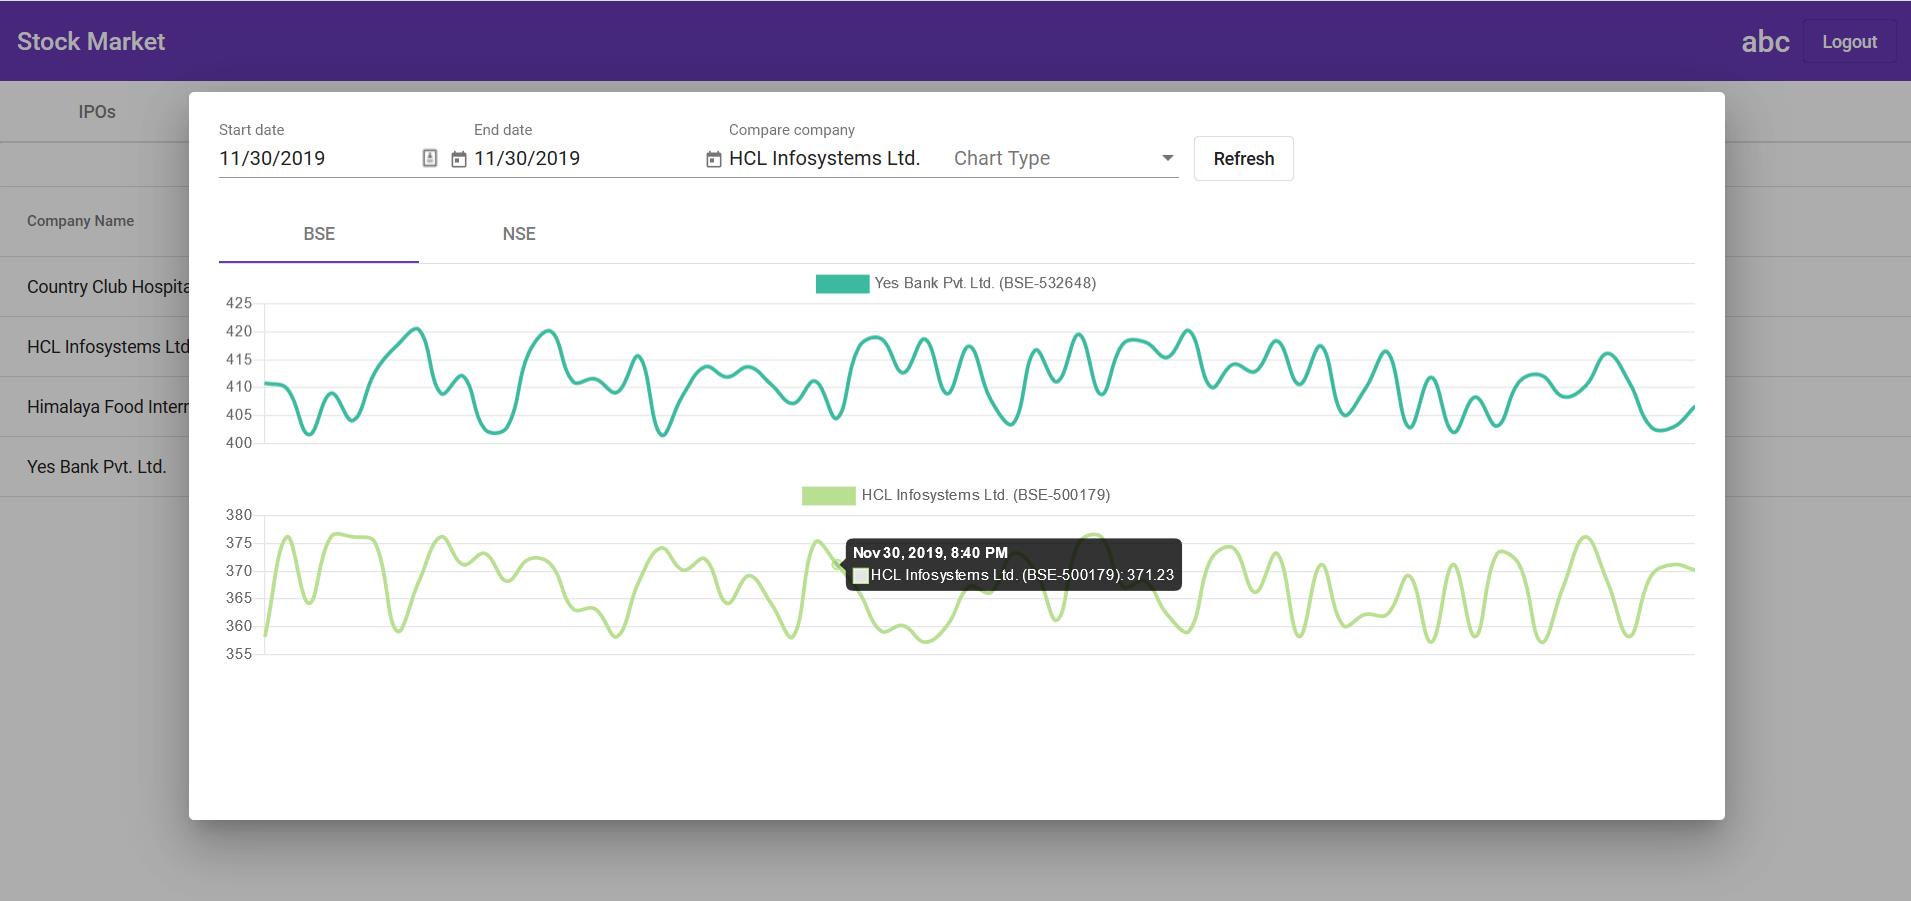 Stock Market
abc
Logout
IPOs
Start date
End date
Compare company
11/30/2019
11/30/2019
HCL Infosystems Ltd.
Chart Type
Refresh
BSE
NSE
Company Name
Country Club Hospita
HCL Infosystems Ltd
Himalaya Food Intern
Yes Bank Pvt. Ltd.
Yes Bank Pvt. Ltd. (BSE-532648)
425
420
415
410
405
400
HCL Infosystems Ltd. (BSE-500179)
380
375
370
365
360
355
Nov 30, 2019, 8:40 PM
HCL Infosystems Ltd. (BSE-500179): 371.23